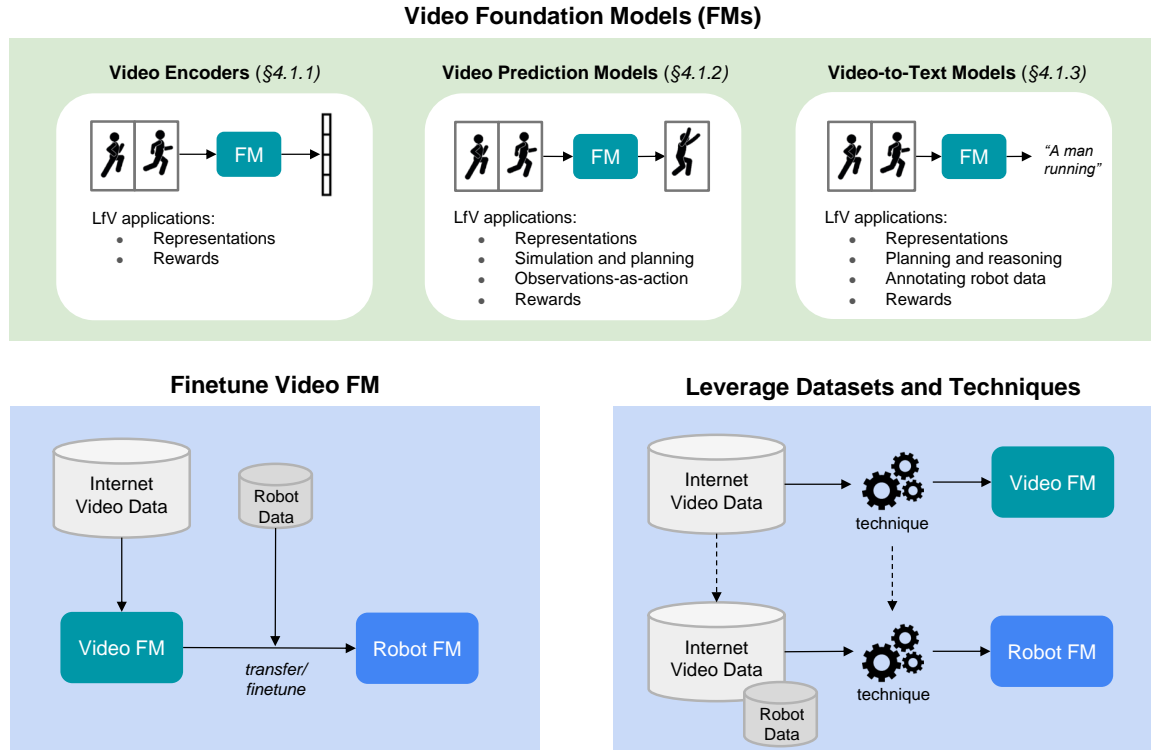 Video Foundation Models (FMs)
Video Encoders (§4.1.1)
FM
LfV applications:
● Representations
● Rewards
Video Prediction Models (§4.1.2)
FM
LfV applications:
● Representations
● Simulation and planning
● Observations-as-action
● Rewards
Video-to-Text Models (§4.1.3)
FM
“A man
running”
LfV applications:
● Representations
● Planning and reasoning
● Annotating robot data
● Rewards
Finetune Video FM
Internet
Video Data
Robot
Data
Video FM
transfer/
finetune
Robot FM
Leverage Datasets and Techniques
Internet
Video Data
technique
Video FM
Internet
Video Data
Robot
Data
technique
Robot FM